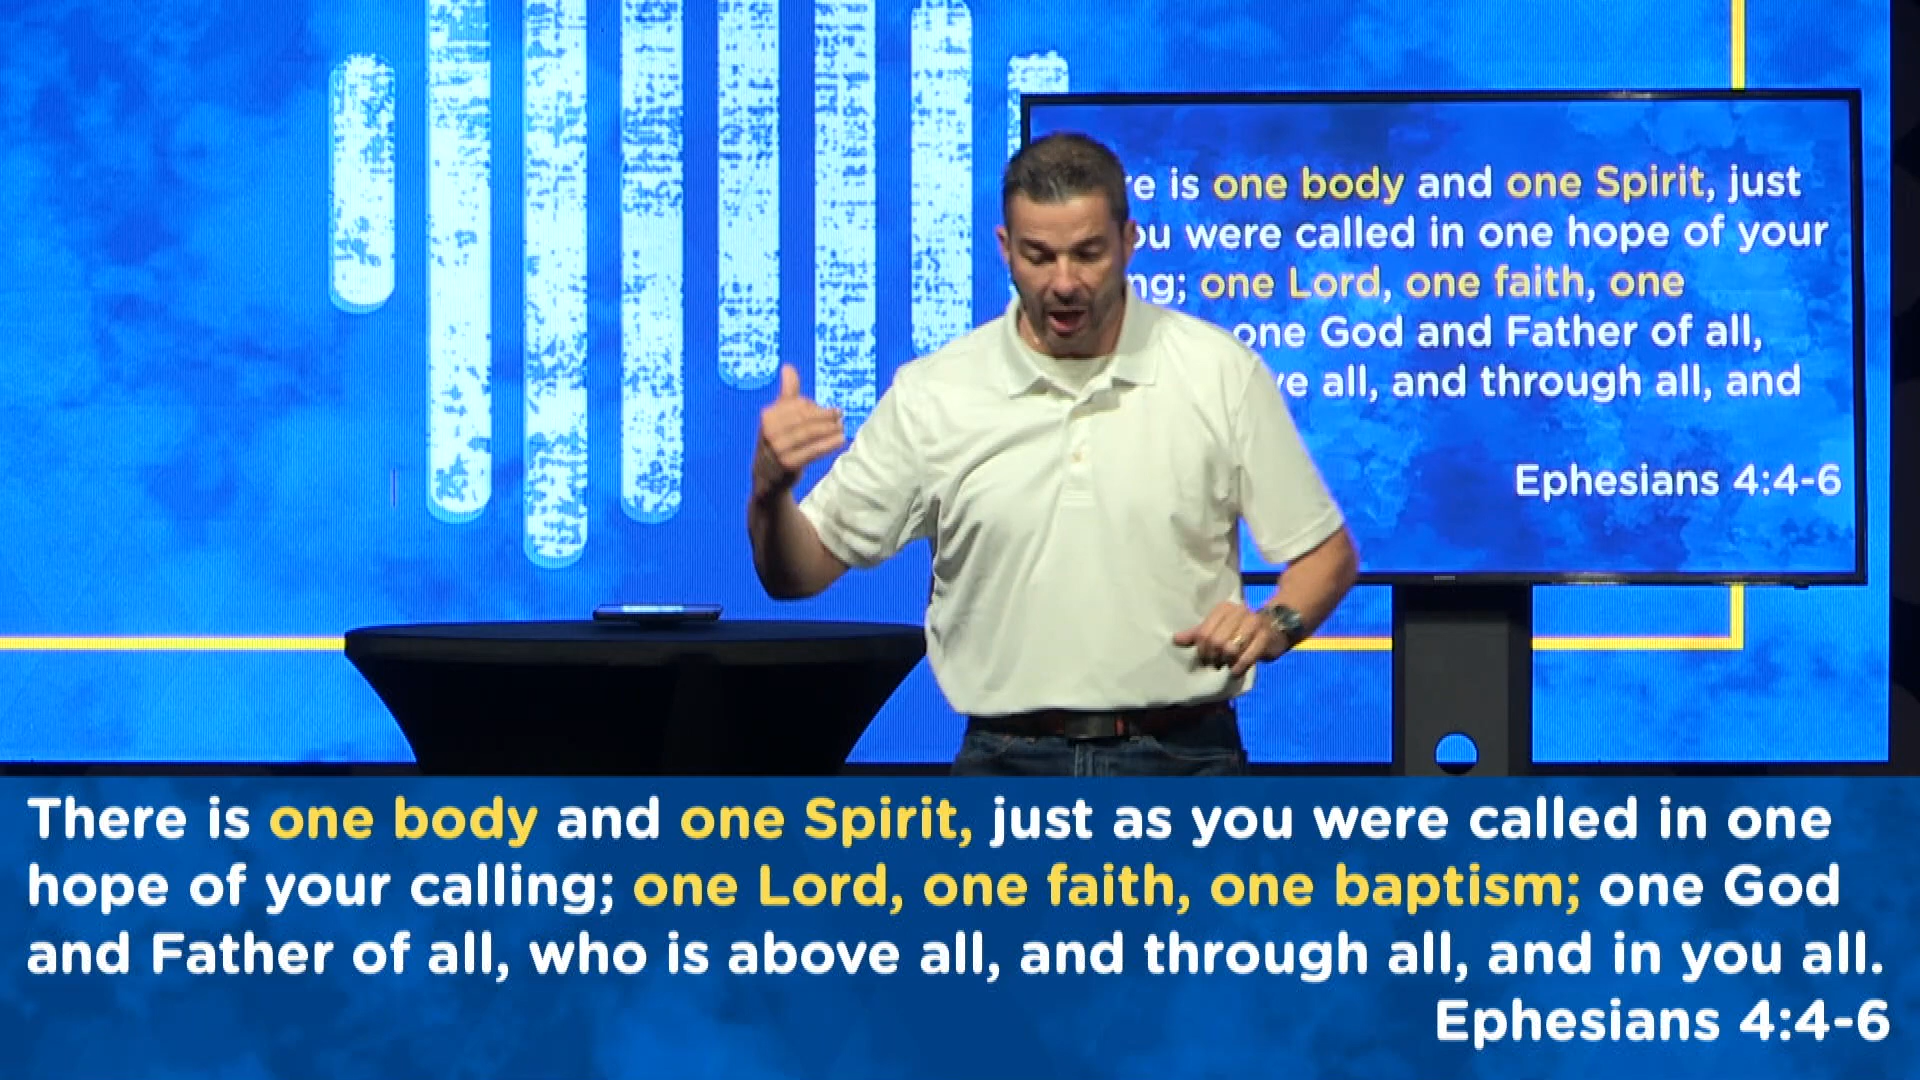 re is one body and one Spirit, just
ou were called in one hope of your
ng; one Lord, one faith, one
one God and Father of all,
ve all, and through all, and
Ephesians 4:4-6
There is one body and one Spirit, just as you were called in one
hope of your calling; one Lord, one faith, one baptism; one God
and Father of all, who is above all, and through all, and in you all.
Ephesians 4:4-6